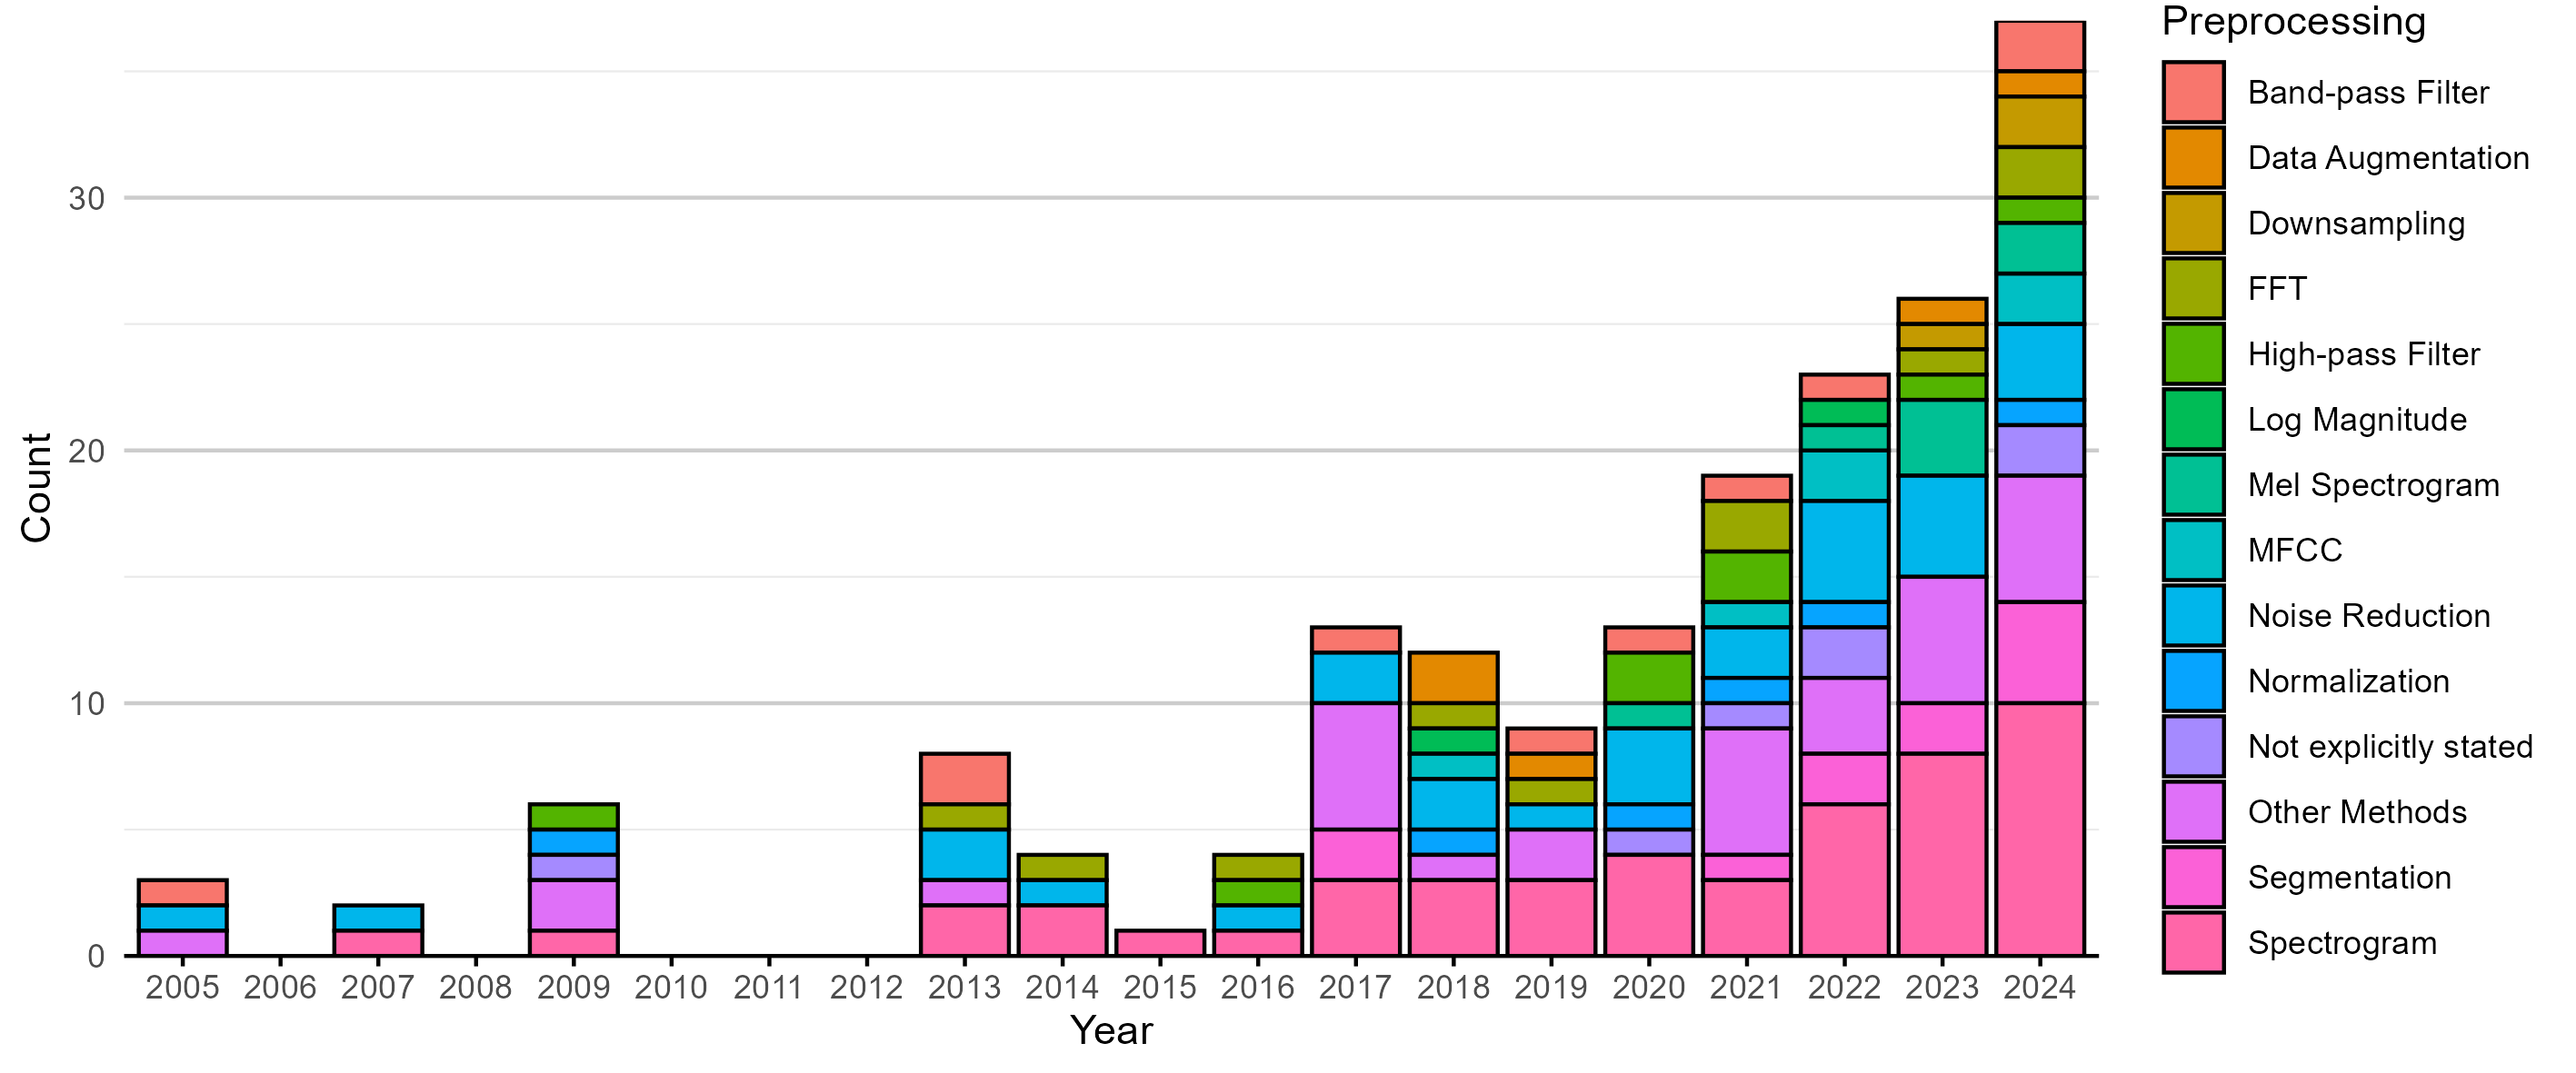 Preprocessing
Band-pass Filter
Data Augmentation
Downsampling
FFT
High-pass Filter
Log Magnitude
Mel Spectrogram
MFCC
Noise Reduction
Normalization
Not explicitly stated
Other Methods
Segmentation
Spectrogram
Count
30
20
10
0
2005 2006 2007 2008 2009 2010 2011 2012 2013 2014 2015 2016 2017 2018 2019 2020 2021 2022 2023 2024
Year